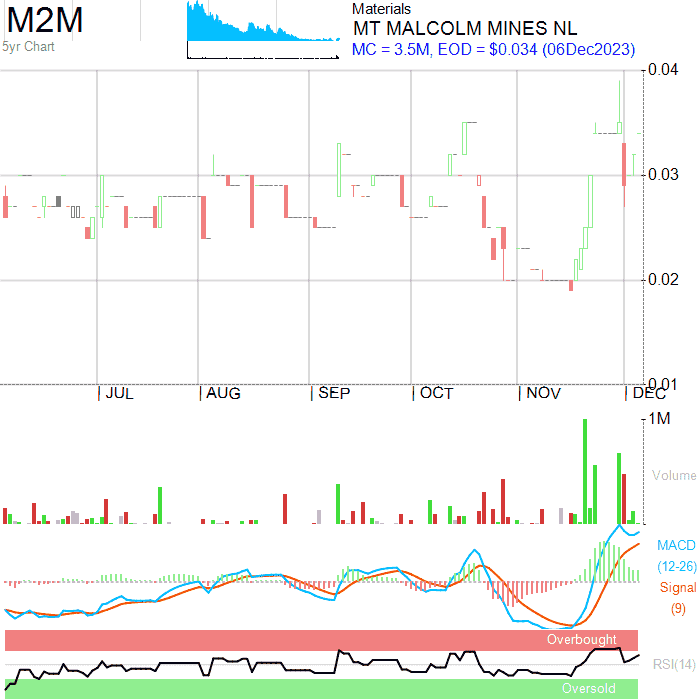 M2M
5yr Chart
Materials
MT MALCOLM MINES NL
MC = 3.5M, EOD = $0.034 (06Dec2023)
0.04
0.03
0.02
0.01
JUL
AUG
SEP
OCT
NOV
DEC
1M
Volume
MACD
(12-26)
Signal
(9)
Overbought
RSI(14)
Oversold